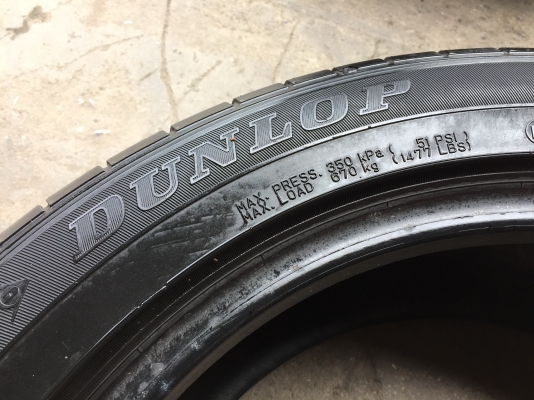 DUNLOP
MAX. PRESS. 350 kPa ( 51 PSI )
MAX. LOAD 670 kg (1477 LBS)